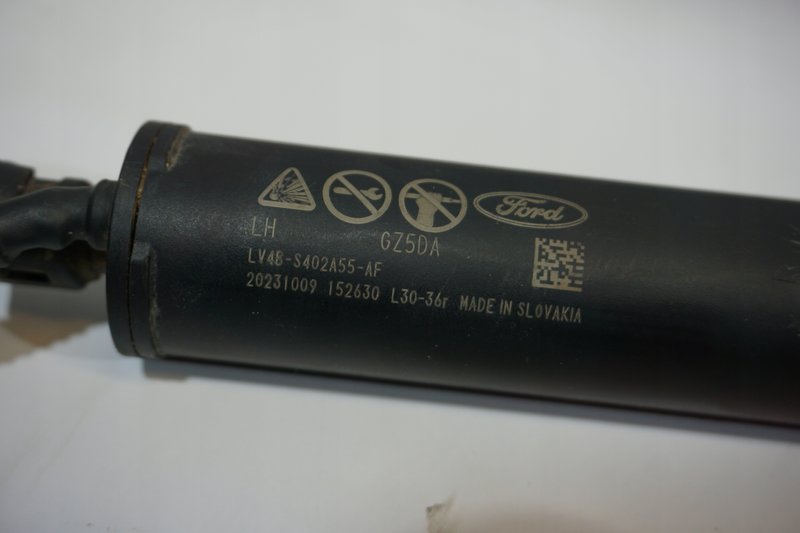 Ford
LH
GZ5DA
LV4B-S402A55-AF
20231009 152630 L30-36r MADE IN SLOVAKIA